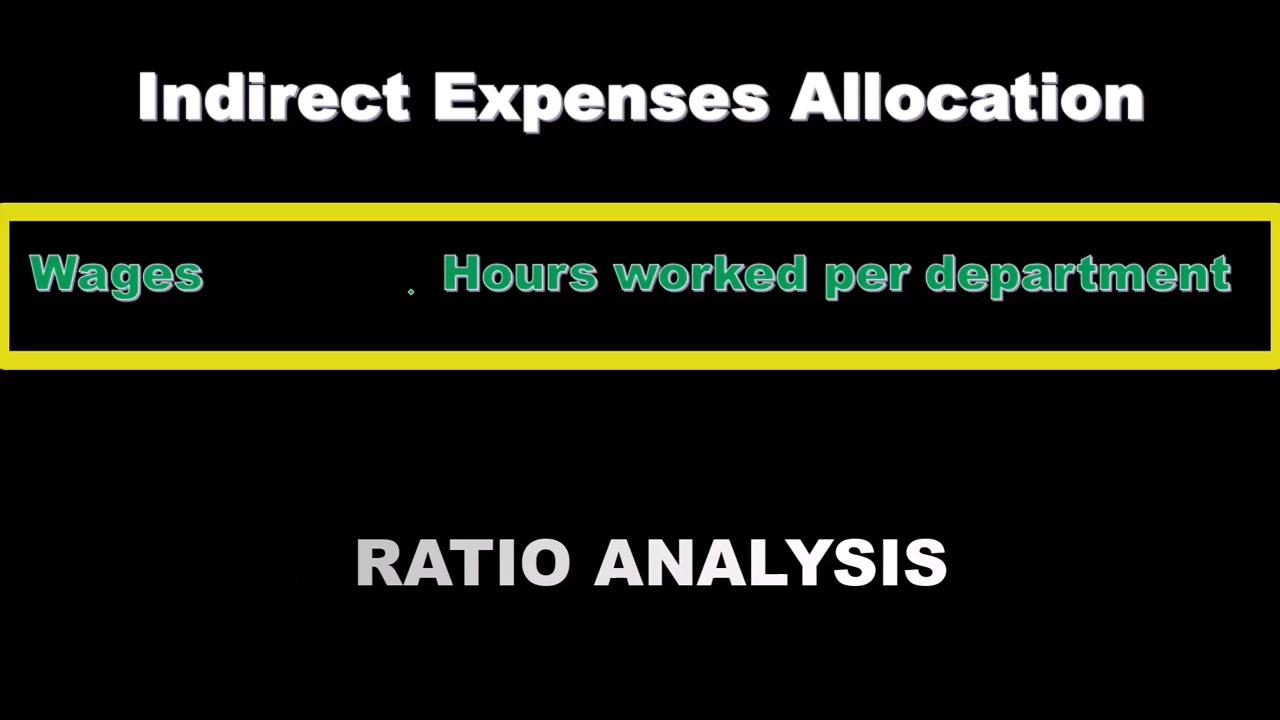 Indirect Expenses Allocation
Wages Hours worked per department
RATIO ANALYSIS